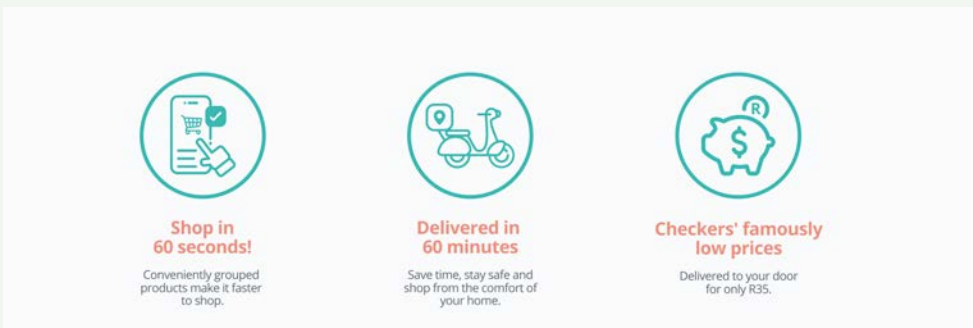 R
$
Shop in
60 seconds!
Conveniently grouped
products make it faster
to shop.
Delivered in
60 minutes
Save time, stay safe and
shop from the comfort of
your home.
Checkers' famously
low prices
Delivered to your door
for only R35.